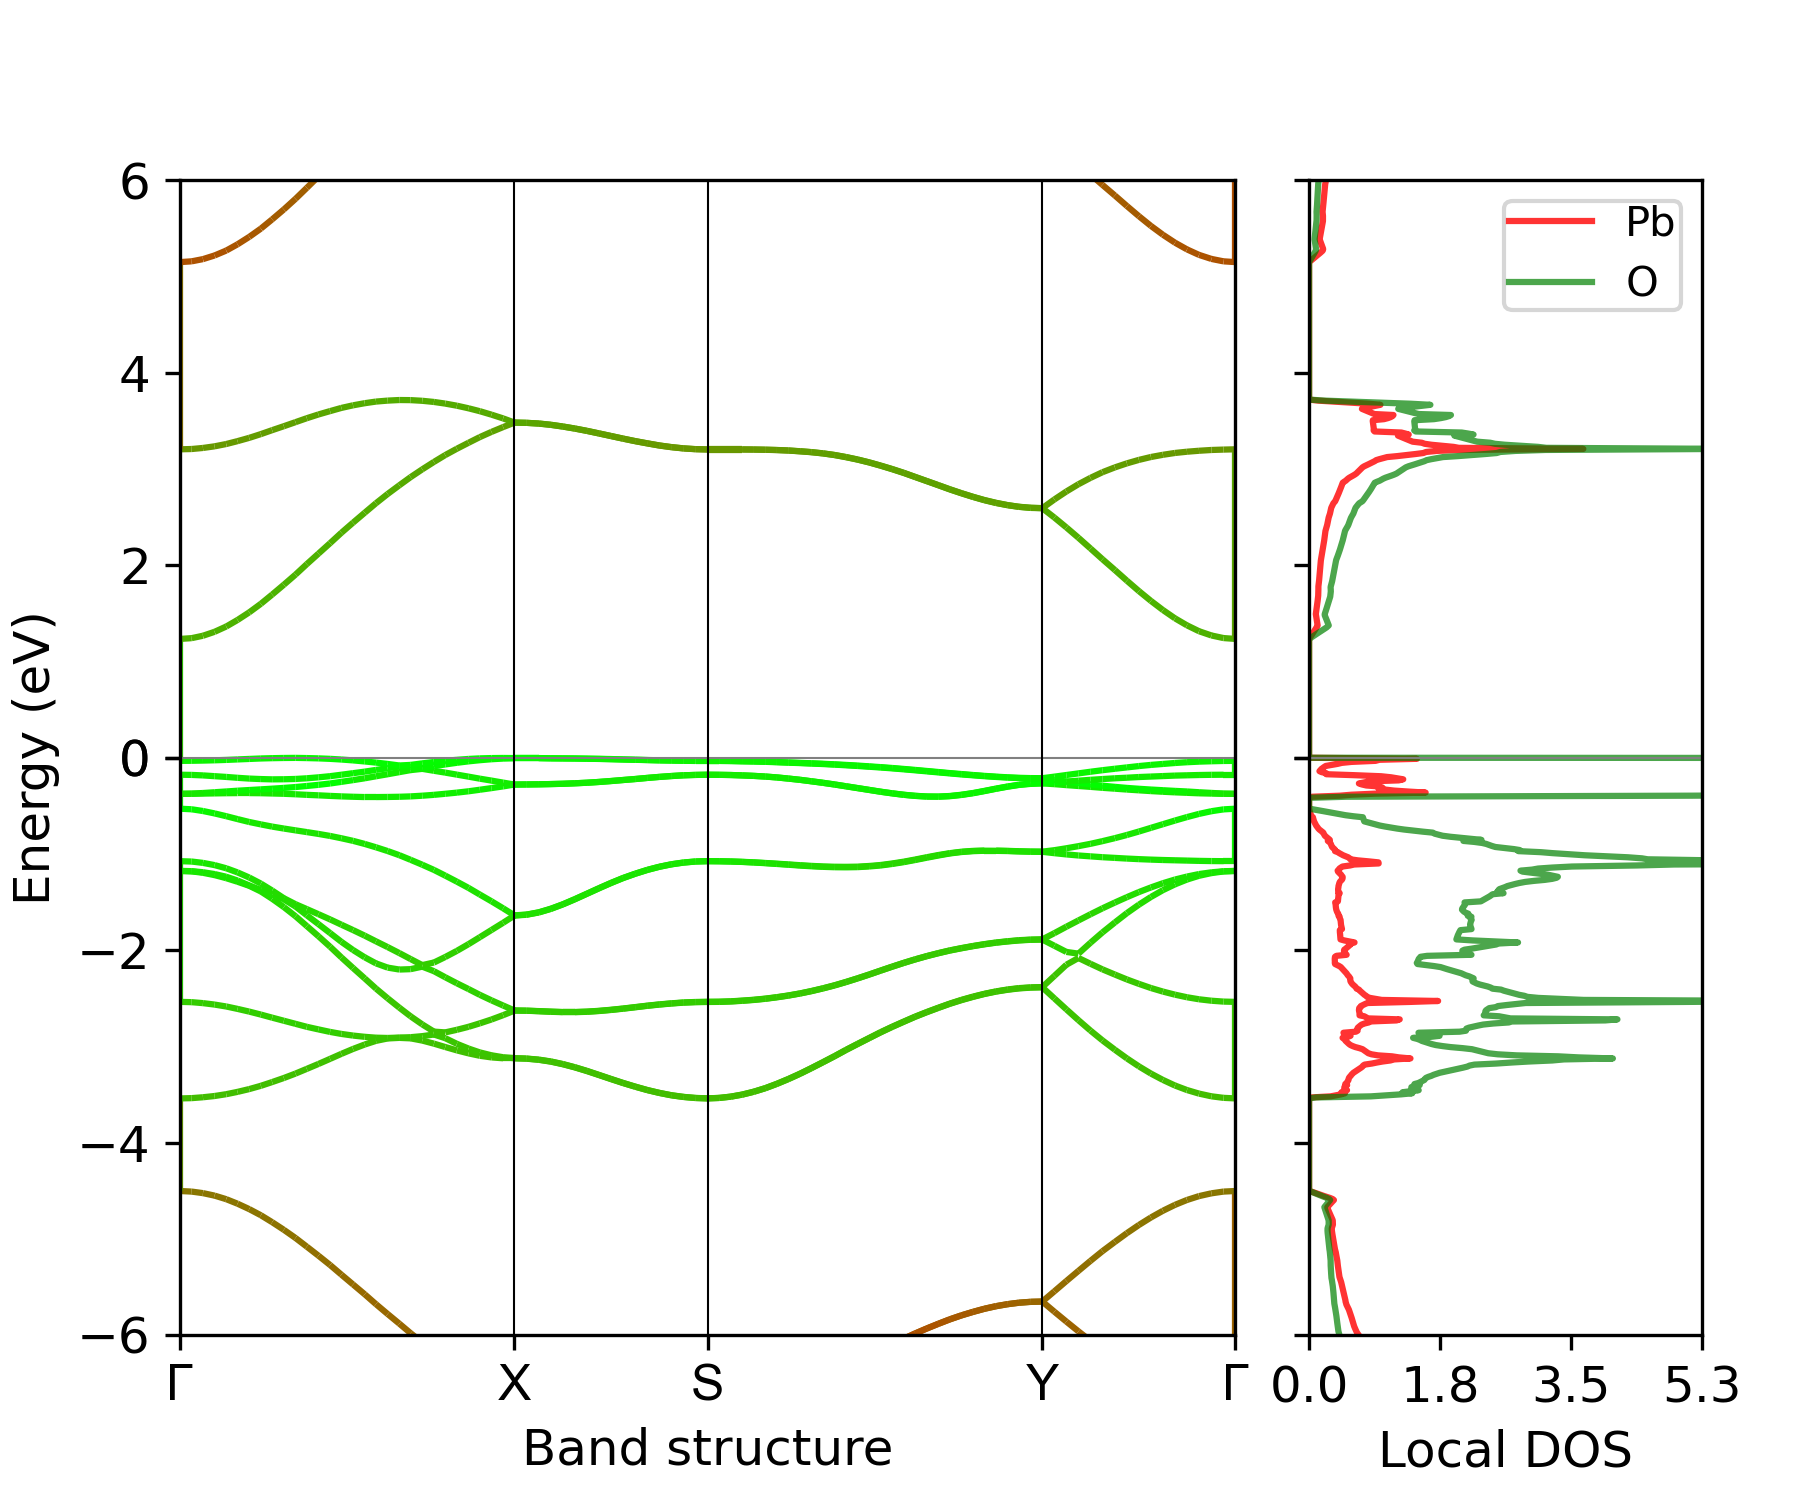 6
4
2
0
−2
−4
−6
Energy (eV)
Γ
X
S
Y
Γ
Band structure
Pb
O
0.0
1.8
3.5
5.3
Local DOS